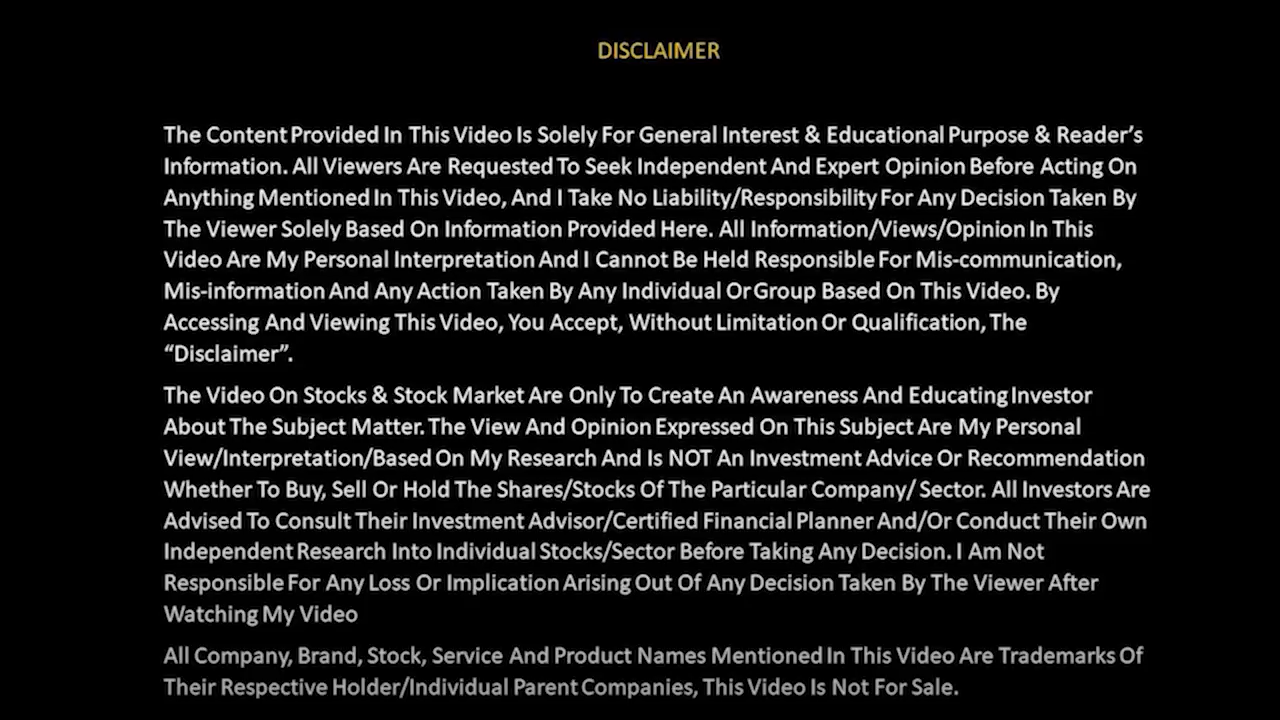 DISCLAIMER
The Content Provided In This Video Is Solely For General Interest & Educational Purpose & Reader's
Information. All Viewers Are Requested To Seek Independent And Expert Opinion Before Acting On
Anything Mentioned In This Video, And I Take No Liability/Responsibility For Any Decision Taken By
The Viewer Solely Based On Information Provided Here. All Information/Views/Opinion In This
Video Are My Personal Interpretation And I Cannot Be Held Responsible For Mis-communication,
Mis-information And Any Action Taken By Any Individual Or Group Based On This Video. By
Accessing And Viewing This Video, You Accept, Without Limitation Or Qualification, The
“Disclaimer”.
The Video On Stocks & Stock Market Are Only To Create An Awareness And Educating Investor
About The Subject Matter. The View And Opinion Expressed On This Subject Are My Personal
View/Interpretation/Based On My Research And Is NOT An Investment Advice Or Recommendation
Whether To Buy, Sell Or Hold The Shares/Stocks Of The Particular Company/ Sector. All Investors Are
Advised To Consult Their Investment Advisor/Certified Financial Planner And/Or Conduct Their Own
Independent Research Into Individual Stocks/Sector Before Taking Any Decision. I Am Not
Responsible For Any Loss Or Implication Arising Out Of Any Decision Taken By The Viewer After
Watching My Video
All Company, Brand, Stock, Service And Product Names Mentioned In This Video Are Trademarks Of
Their Respective Holder/Individual Parent Companies, This Video Is Not For Sale.